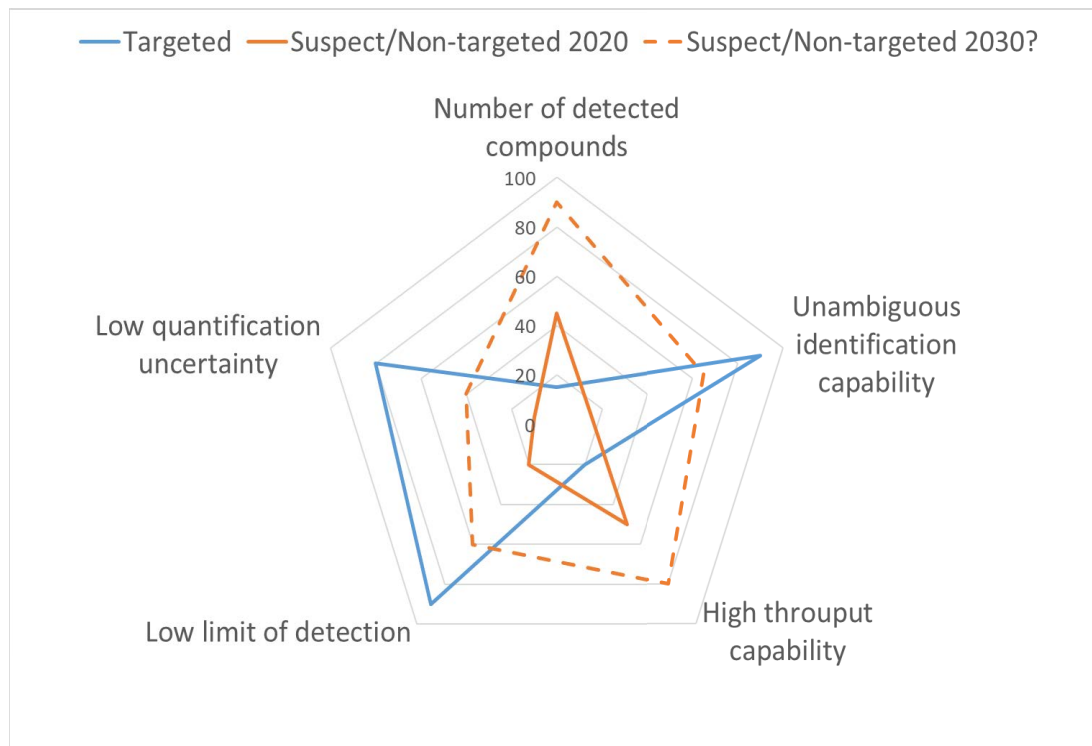 Targeted Suspect/Non-targeted 2020 Suspect/Non-targeted 2030?
Number of detected
compounds
100
80
60
40
20
0
Unambiguous
identification
capability
High throuput
capability
Low limit of detection
Low quantification
uncertainty